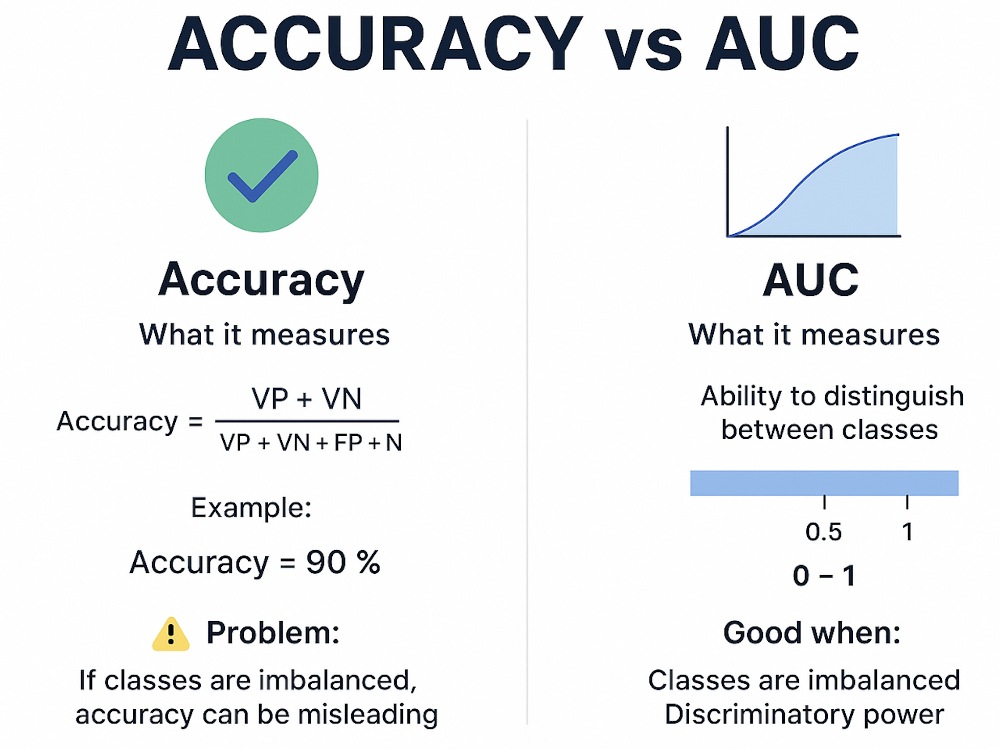 ACCURACY vs AUC
Accuracy
What it measures
Accuracy = VP + VN
VP + VN + FP + N
Example:
Accuracy = 90 %
Problem:
If classes are imbalanced,
accuracy can be misleading
AUC
What it measures
Ability to distinguish
between classes
0.5 1
0 – 1
Good when:
Classes are imbalanced
Discriminatory power